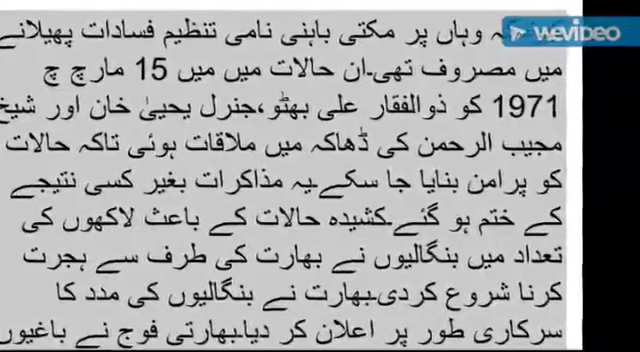 وہاں پر مکتی باہنی نامی تنظیم فسادات پھیلانے
میں مصروف تھی۔ان حالات میں میں 15 مارچ چ
1971 کو ذوالفقار علی بھٹو،جنرل یحییٰ خان اور شیخ
مجیب الرحمن کی ڈھاکہ میں ملاقات ہوئی تاکہ حالات
کو پرامن بنایا جا سکے۔یہ مذاکرات بغیر کسی نتیجے
کے ختم ہو گئے۔کشیدہ حالات کے باعث لاکھوں کی
تعداد میں بنگالیوں نے بھارت کی طرف سے ہجرت
کرنا شروع کردی۔بھارت نے بنگالیوں کی مدد کا
سرکاری طور پر اعلان کر دیا۔بھارتی فوج نے باغیوں
WEVIDEO